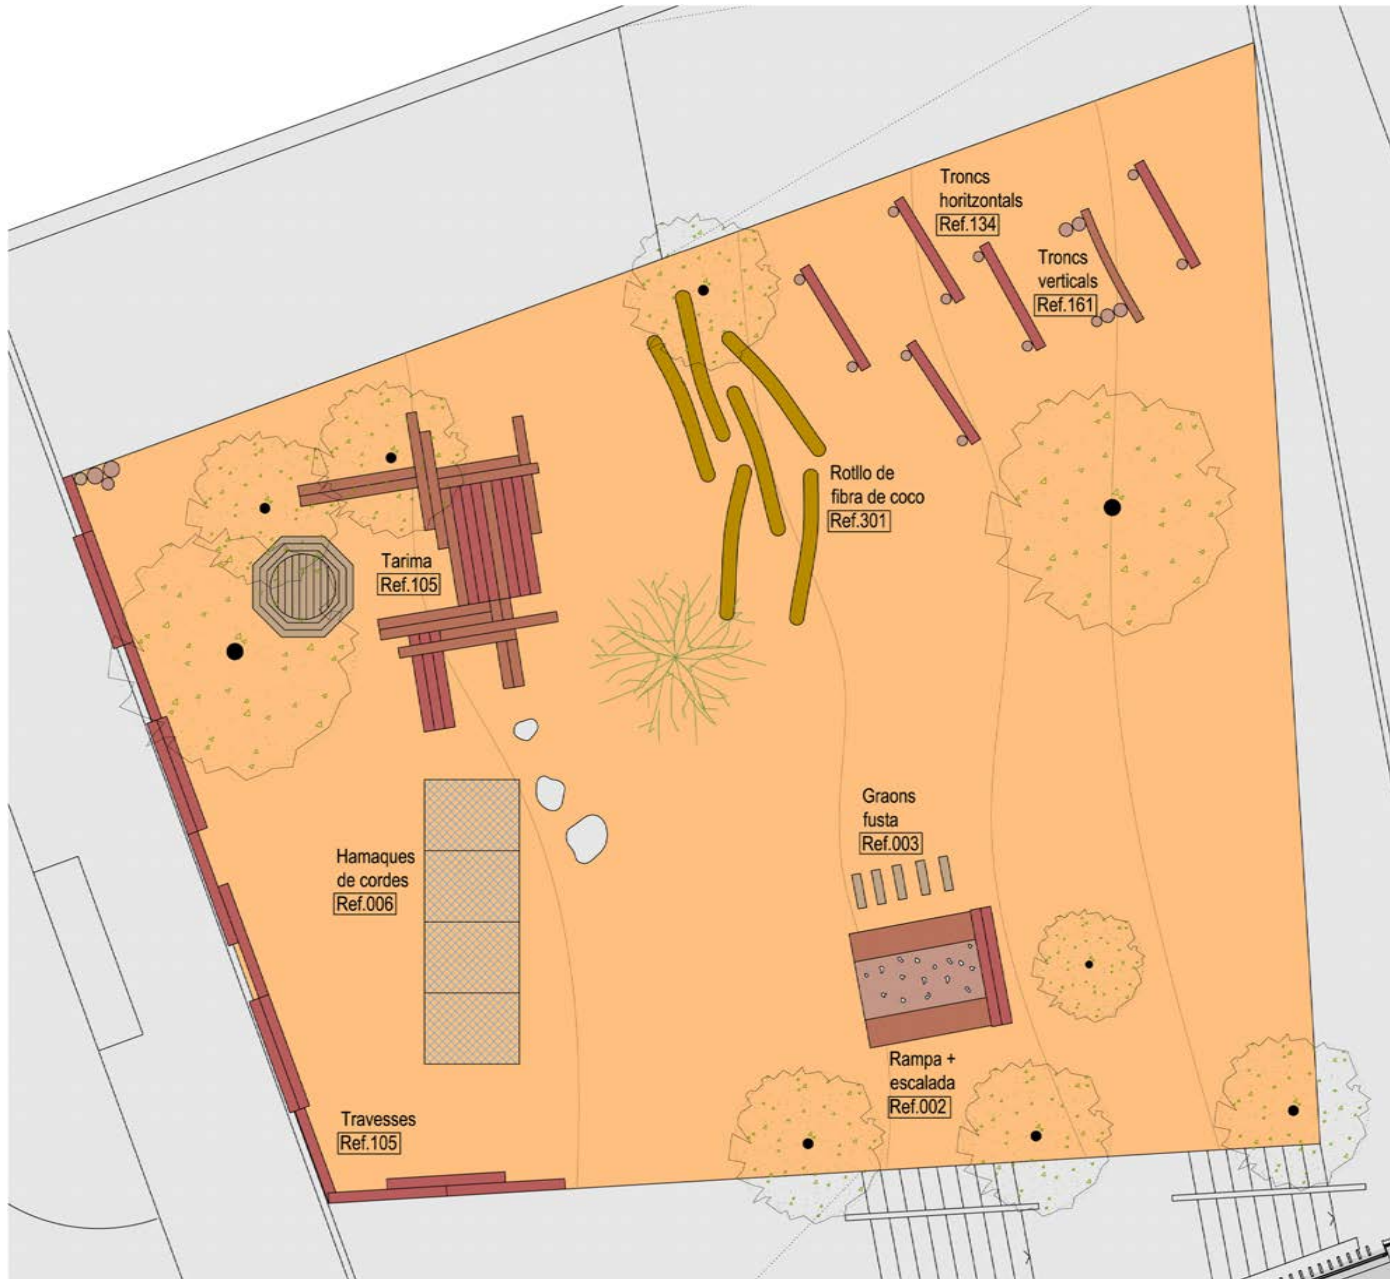 Troncs
horitzontals
Ref.134
Troncs
verticals
Ref.161
Rotllo de
fibra de coco
Ref.301
Tarima
Ref.105
Graons
fusta
Ref.003
Hamaques
de cordes
Ref.006
Rampa +
escalada
Ref.002
Travesses
Ref.105